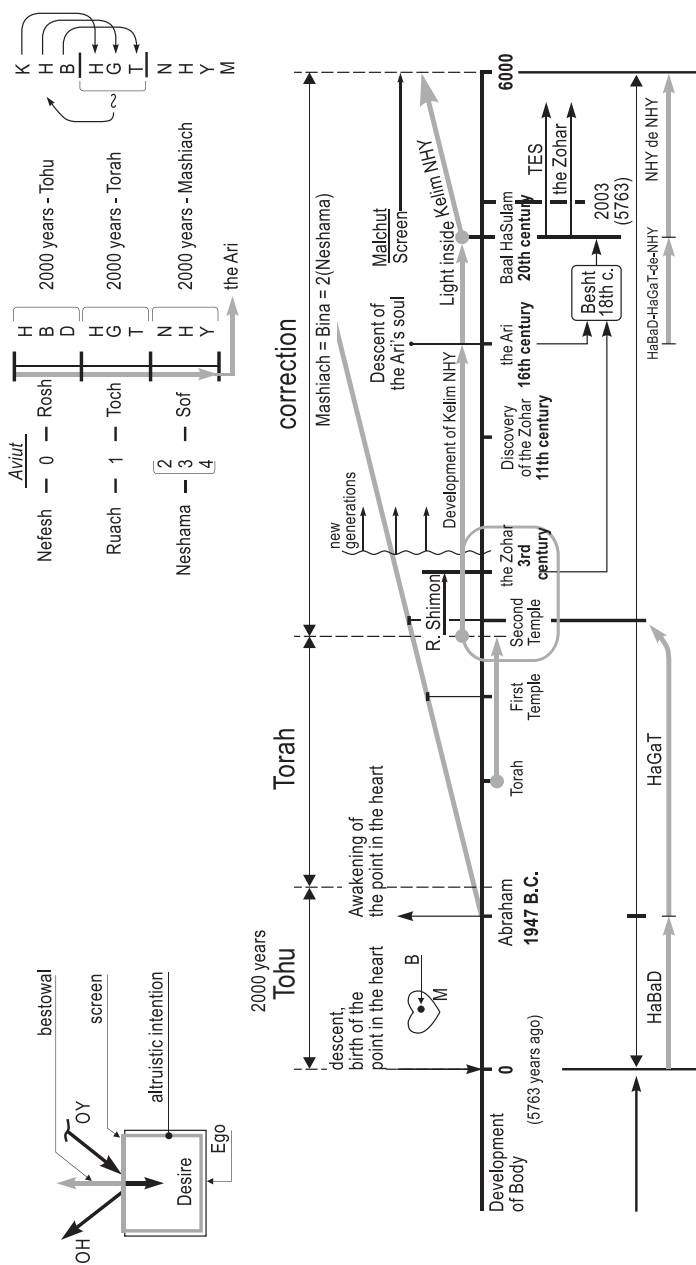 bestowal
screen
altruistic intention
OY
OH
Desire
Ego
Aviut
Nefesh — 0 — Rosh
Ruach — 1 — Toch
Neshama —
2
3
4
— Sof
H
B
D
2000 years - Tohu
H
G
T
2000 years - Torah
N
H
Y
2000 years - Mashiach
the Ari
K
H
B
H
G
T
N
H
Y
M
~
2000 years
Tohu
Torah
correction
descent,
birth of the
point in the heart
B
M
Awakening of
the point in the heart
R. Shimon
new
generations
Mashiach = Bina = 2(Neshama)
Development of Kelim NHY
Descent of
the Ari's soul
Light inside Kelim NHY
Malchut
Screen
Development
of Body
0
(5763 years ago)
Abraham
1947 B.C.
Torah
First
Temple
Second
Temple
the Zohar
3rd
century
Discovery
of the Zohar
11th century
the Ari
16th century
Besht
18th c.
Baal HaSulam
20th century
TES
the Zohar
2003
(5763)
6000
HaBaD
HaGaT
HaBaD-HaGaT-de-NHY
NHY de NHY